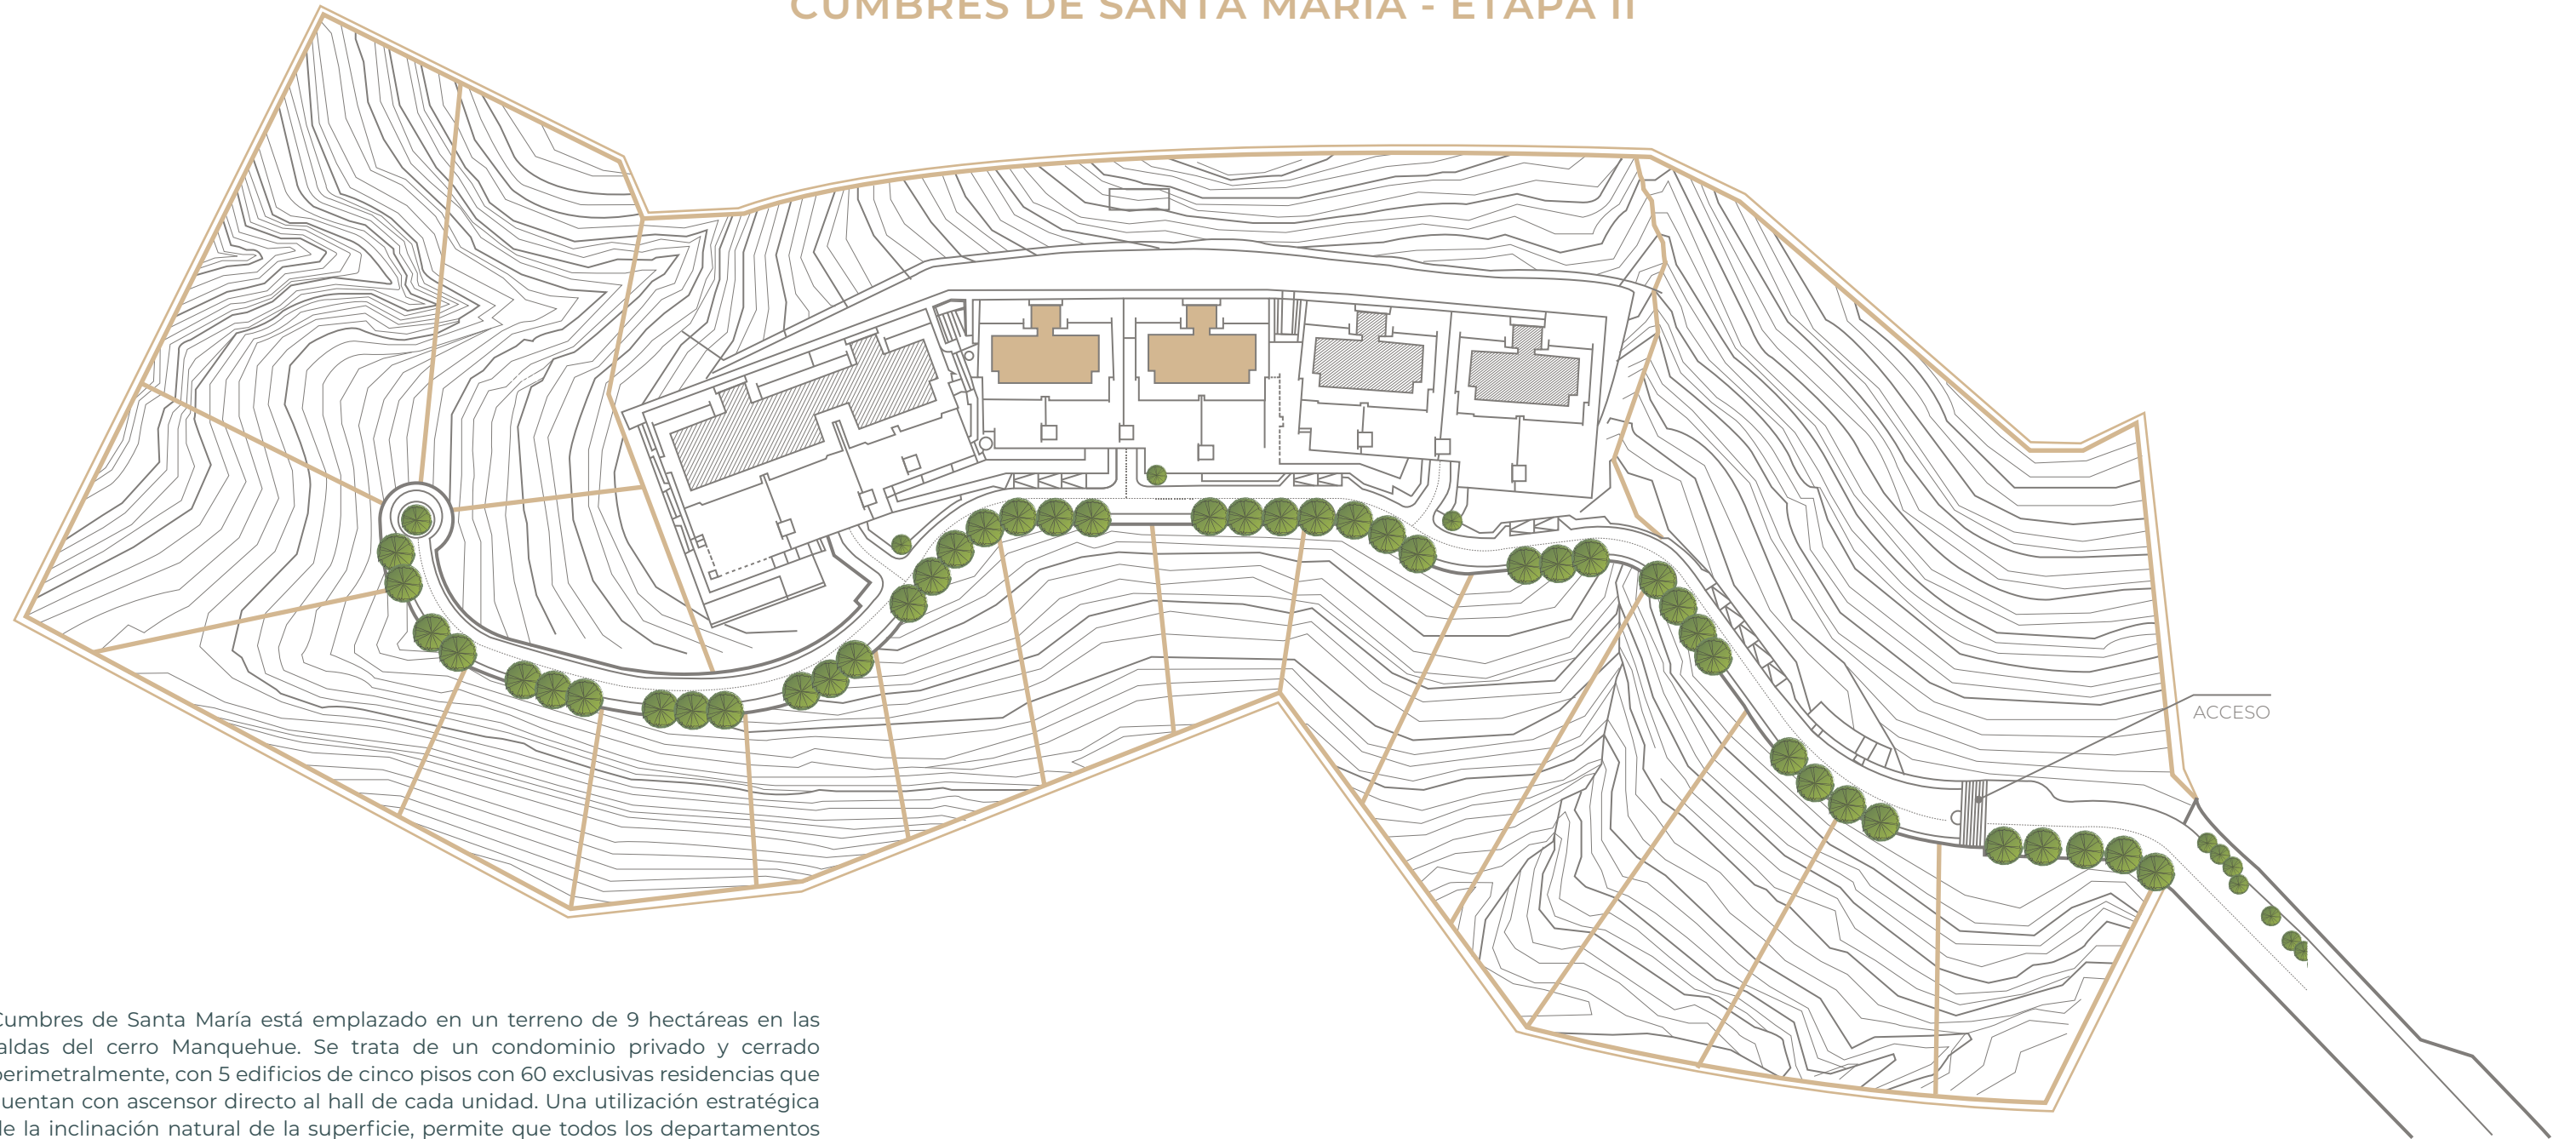 CUMBRES DE SANTA MARÍA - ETAPA II
ACCESO
Cumbres de Santa María está emplazado en un terreno de 9 hectáreas en las
aldas del cerro Manquehue. Se trata de un condominio privado y cerrado
perimetralmente, con 5 edificios de cinco pisos con 60 exclusivas residencias que
uentan con ascensor directo al hall de cada unidad. Una utilización estratégica
de la inclinación natural de la superficie, permite que todos los departamentos